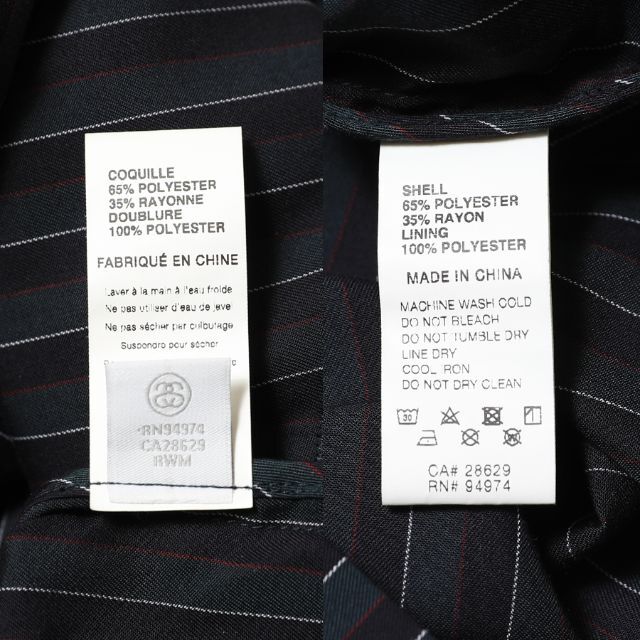 COQUILLE
65% POLYESTER
35% RAYONNE
DOUBLURE
100% POLYESTER
FABRIQUÉ EN CHINE
Laver à la main à l'eau froide
Ne pas utiliser d'eau de jave
Ne pas sécher par culbutage
Suspendre pour sécher
RN94974
CA28629
RWM
SHELL
65% POLYESTER
35% RAYON
LINING
100% POLYESTER
MADE IN CHINA
MACHINE WASH COLD
DO NOT BLEACH
DO NOT TUMBLE DRY
LINE DRY
COOL IRON
DO NOT DRY CLEAN
30
CA# 28629
RN# 94974